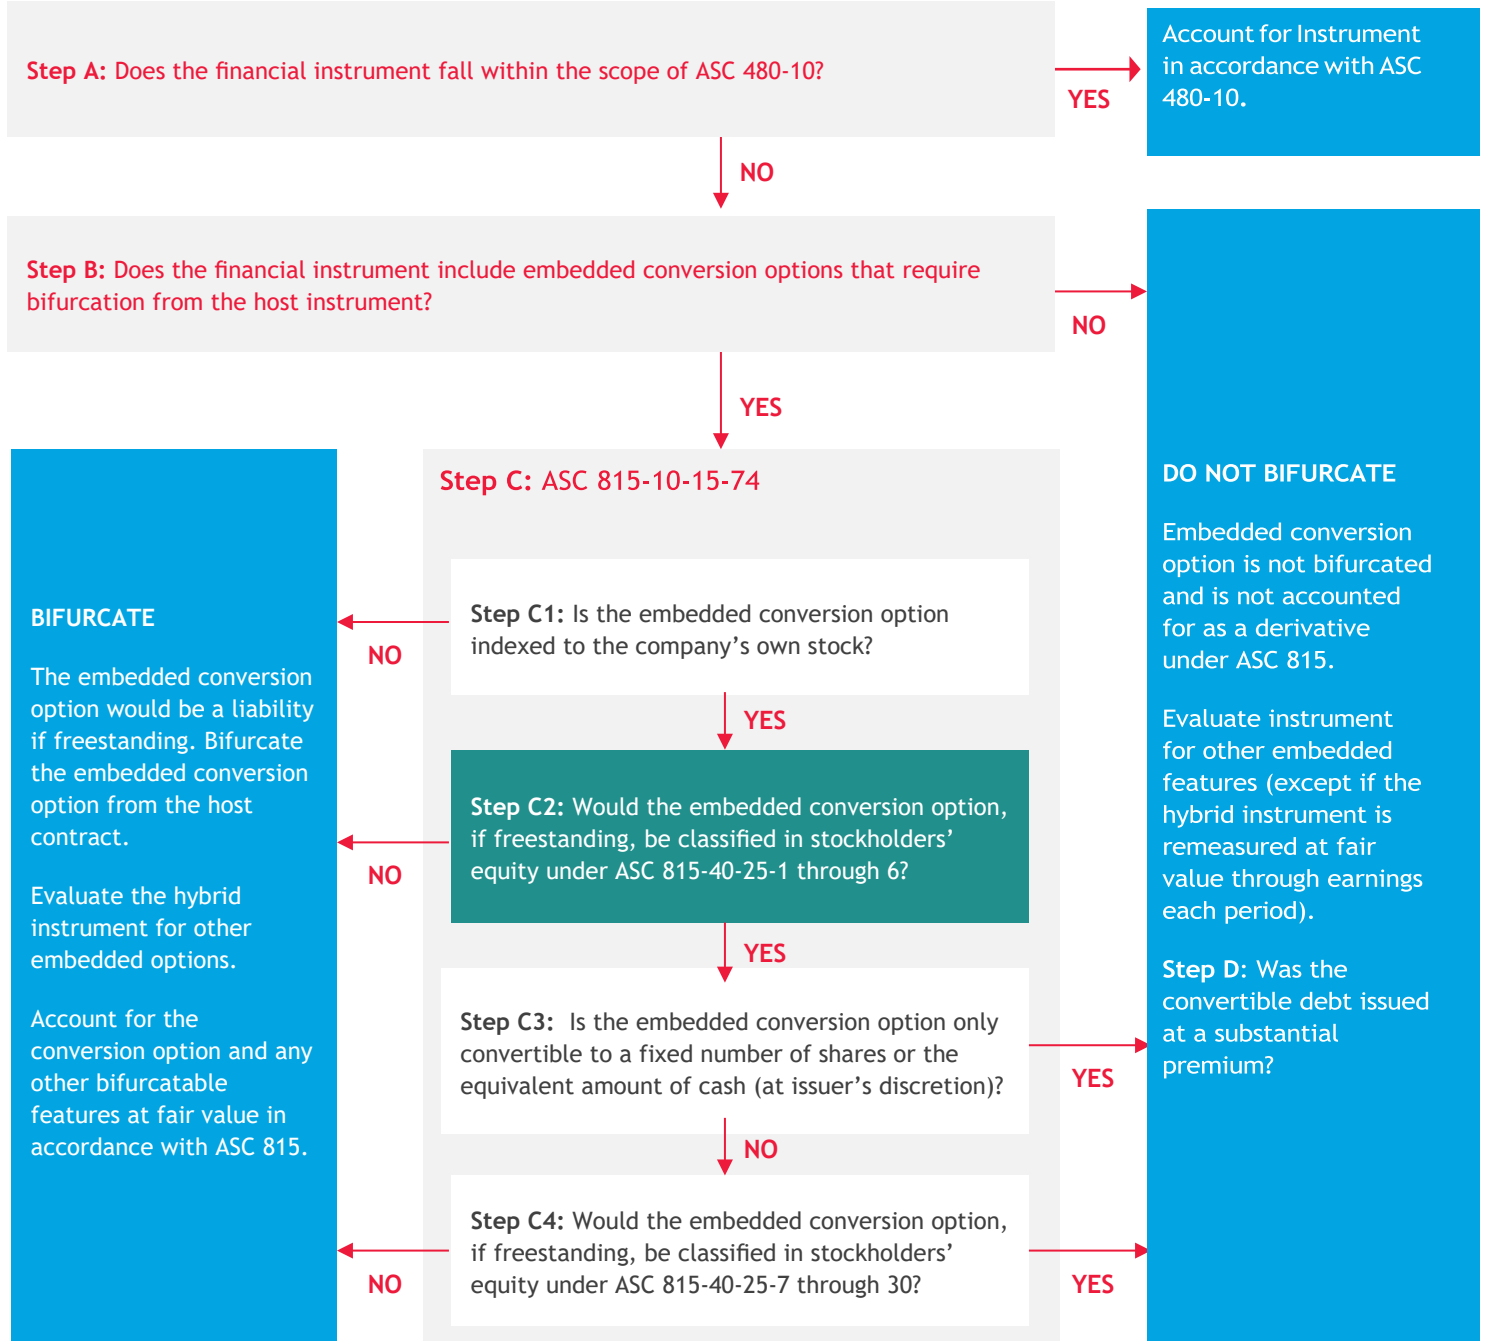 Step A: Does the financial instrument fall within the scope of ASC 480-10?
YES
Account for Instrument
in accordance with ASC
480-10.
NO
Step B: Does the financial instrument include embedded conversion options that require
bifurcation from the host instrument?
NO
YES
Step C: ASC 815-10-15-74
Step C1: Is the embedded conversion option
indexed to the company’s own stock?
NO
YES
Step C2: Would the embedded conversion option,
if freestanding, be classified in stockholders’
equity under ASC 815-40-25-1 through 6?
NO
YES
Step C3: Is the embedded conversion option only
convertible to a fixed number of shares or the
equivalent amount of cash (at issuer’s discretion)?
YES
NO
Step C4: Would the embedded conversion option,
if freestanding, be classified in stockholders’
equity under ASC 815-40-25-7 through 30?
NO
YES
BIFURCATE
The embedded conversion
option would be a liability
if freestanding. Bifurcate
the embedded conversion
option from the host
contract.
Evaluate the hybrid
instrument for other
embedded options.
Account for the
conversion option and any
other bifurcatable
features at fair value in
accordance with ASC 815.
DO NOT BIFURCATE
Embedded conversion
option is not bifurcated
and is not accounted
for as a derivative
under ASC 815.
Evaluate instrument
for other embedded
features (except if the
hybrid instrument is
remeasured at fair
value through earnings
each period).
Step D: Was the
convertible debt issued
at a substantial
premium?